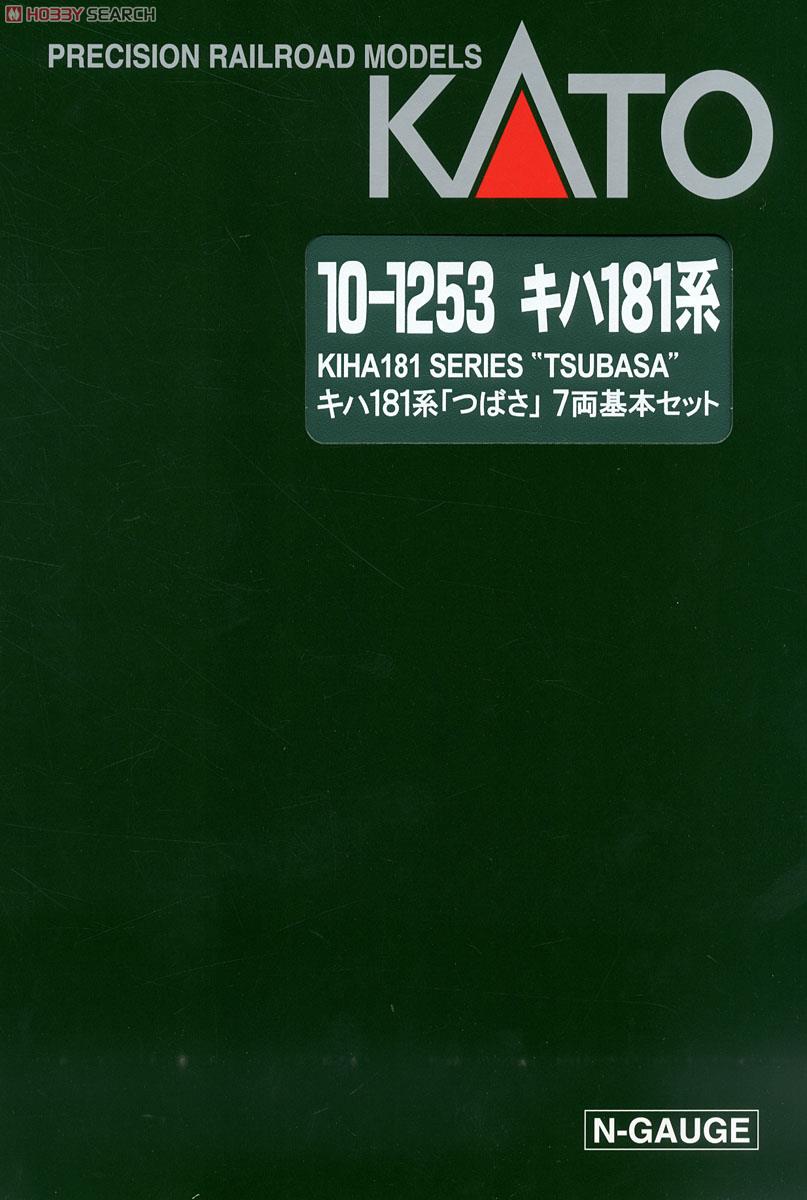 HOBBY SEARCH
PRECISION RAILROAD MODELS
KATO
10-1253 キハ181系
KIHA181 SERIES “TSUBASA”
キハ181系「つばさ」 7両基本セット
N-GAUGE